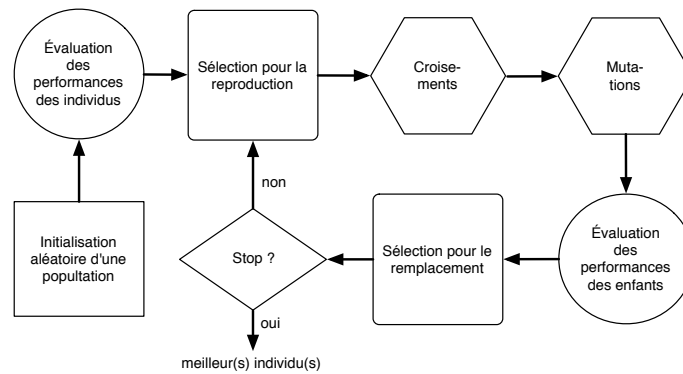 Évaluation
des
performances
des individus
Sélection pour la
reproduction
Croise-
ments
Muta-
tions
non
Initialisation
aléatoire d'une
popultation
Stop ?
Sélection pour le
remplacement
Évaluation
des
performances
des enfants
oui
meilleur(s) individu(s)